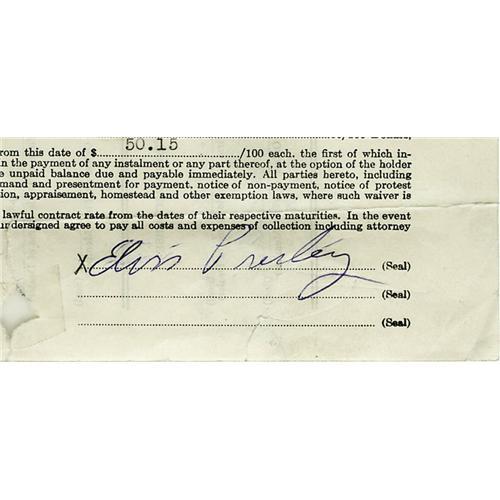 50.15
from this date of $ /100 each, the first of which in-
n the payment of any instalment or any part thereof, at the option of the holder
e unpaid balance due and payable immediately. All parties hereto, including
mand and presentment for payment, notice of non-payment, notice of protest
tion, appraisement, homestead and other exemption laws, where such waiver is
lawful contract rate from the dates of their respective maturities. In the event
undersigned agree to pay all costs and expenses of collection including attorney
X Elvis Presley (Seal)
(Seal)
(Seal)